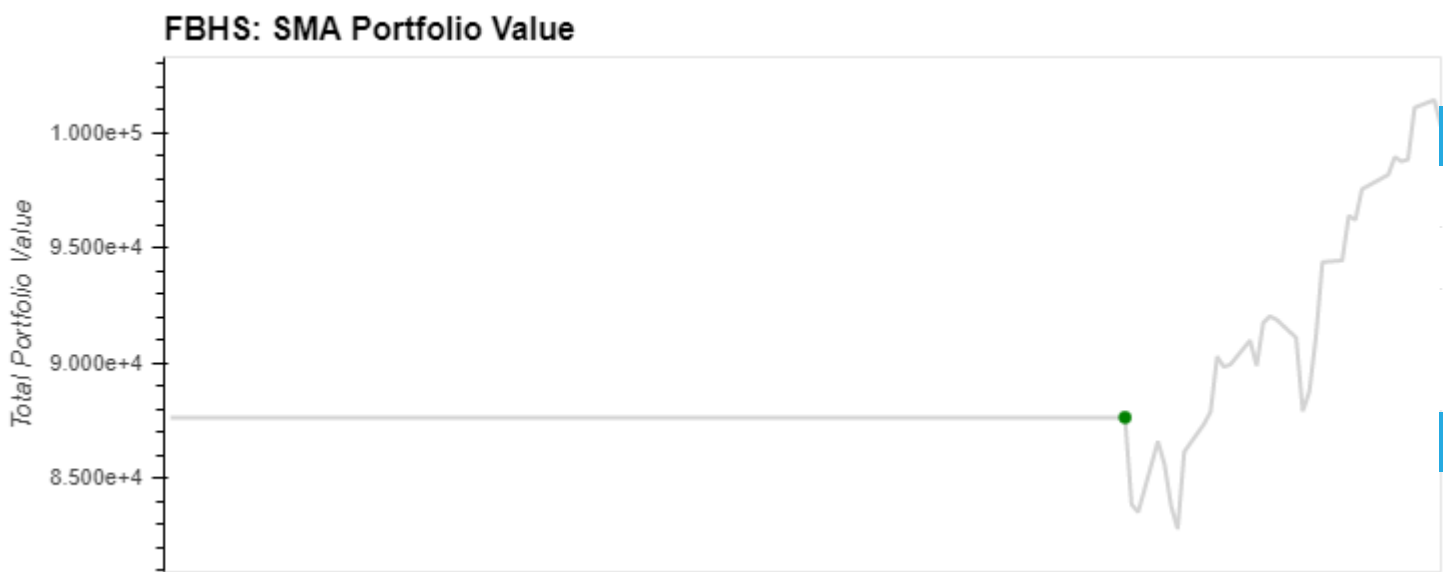 FBHS: SMA Portfolio Value
1.000e+5
9.500e+4
9.000e+4
8.500e+4
Total Portfolio Value